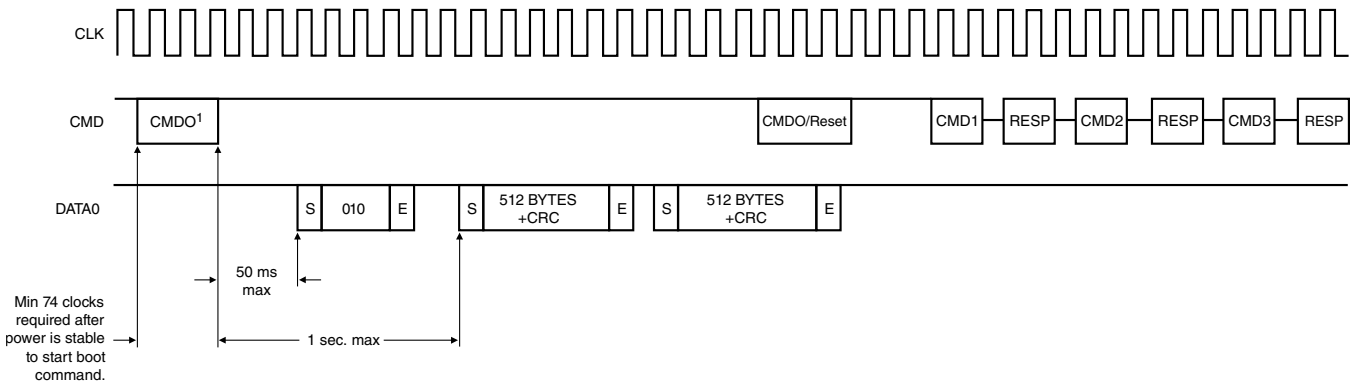 CLK
CMD
CMDO¹
CMDO/Reset
CMD1
RESP
CMD2
RESP
CMD3
RESP
DATA0
S
010
E
S
512 BYTES
+CRC
E
S
512 BYTES
+CRC
E
50 ms
max
Min 74 clocks
required after
power is stable
to start boot
command.
1 sec. max